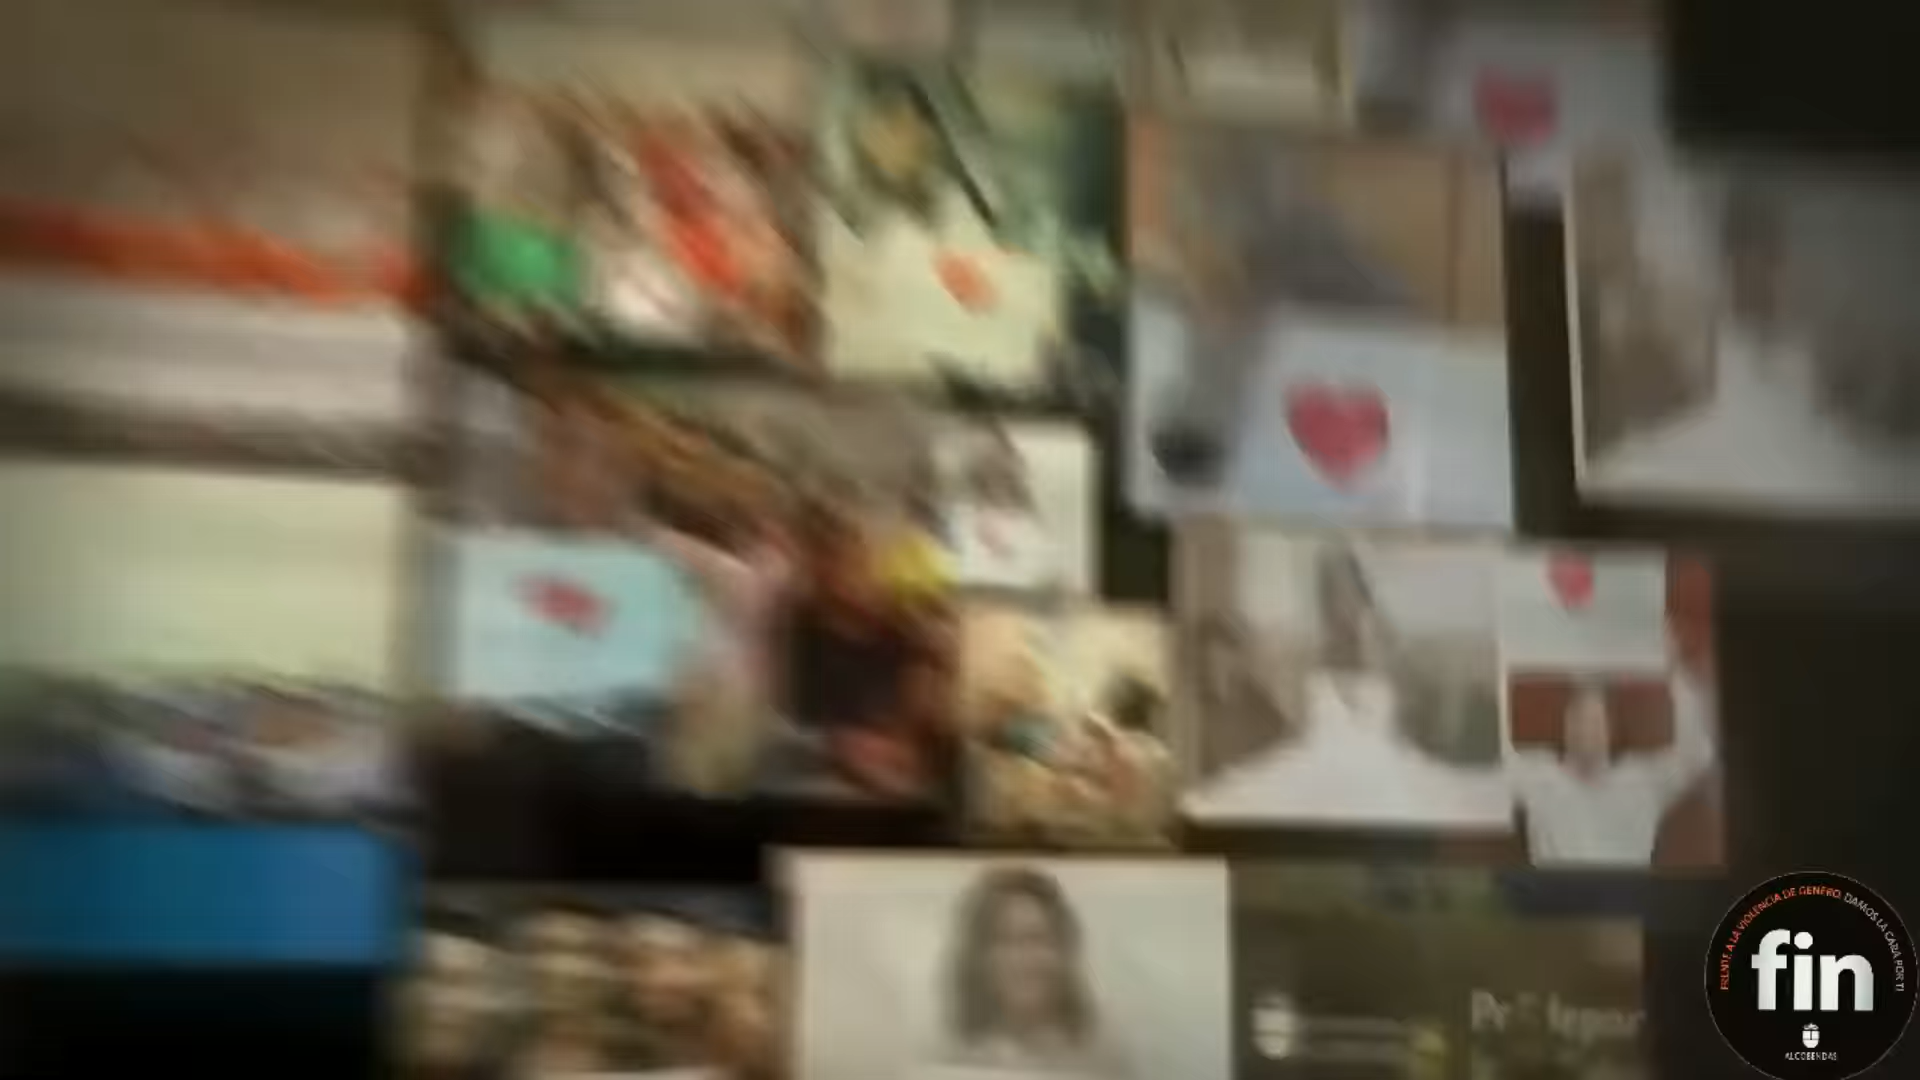 FRENTE A LA VIOLENCIA DE GENERO, DAMOS LA CARA POR TI
fin
ALCOBENDAS